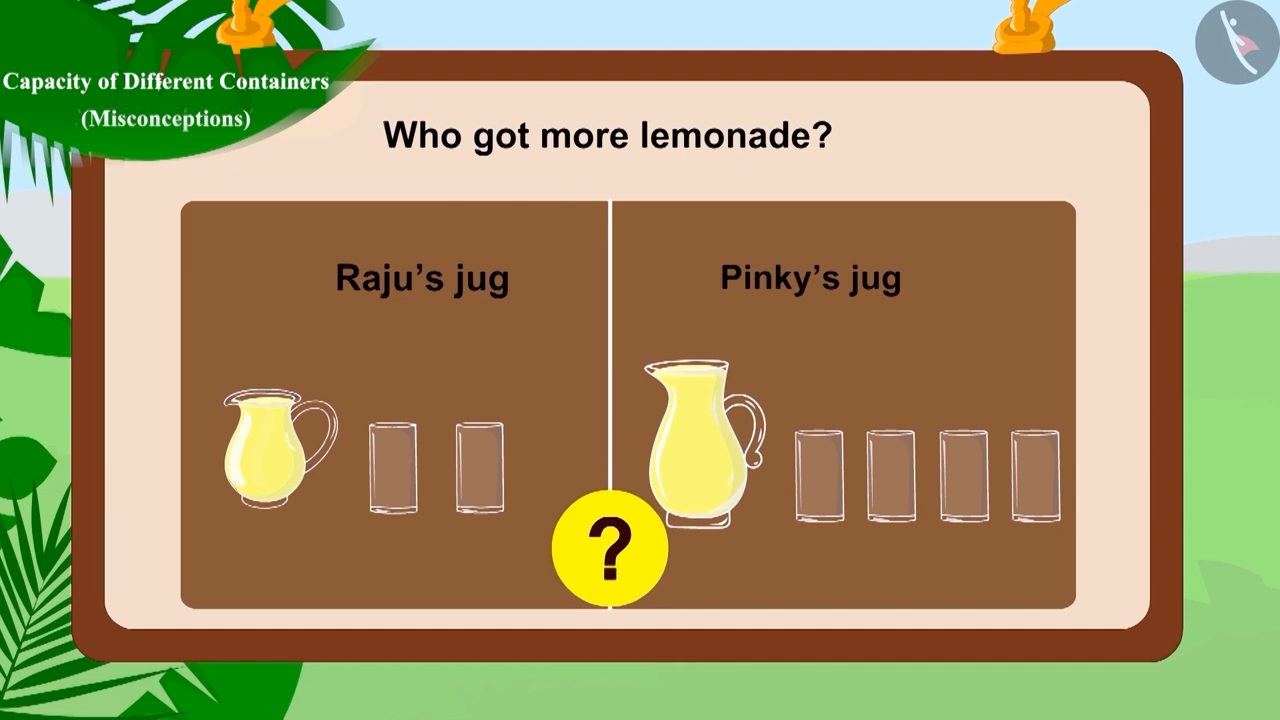 Capacity of Different Containers
(Misconceptions)
Who got more lemonade?
Raju’s jug
Pinky’s jug
?